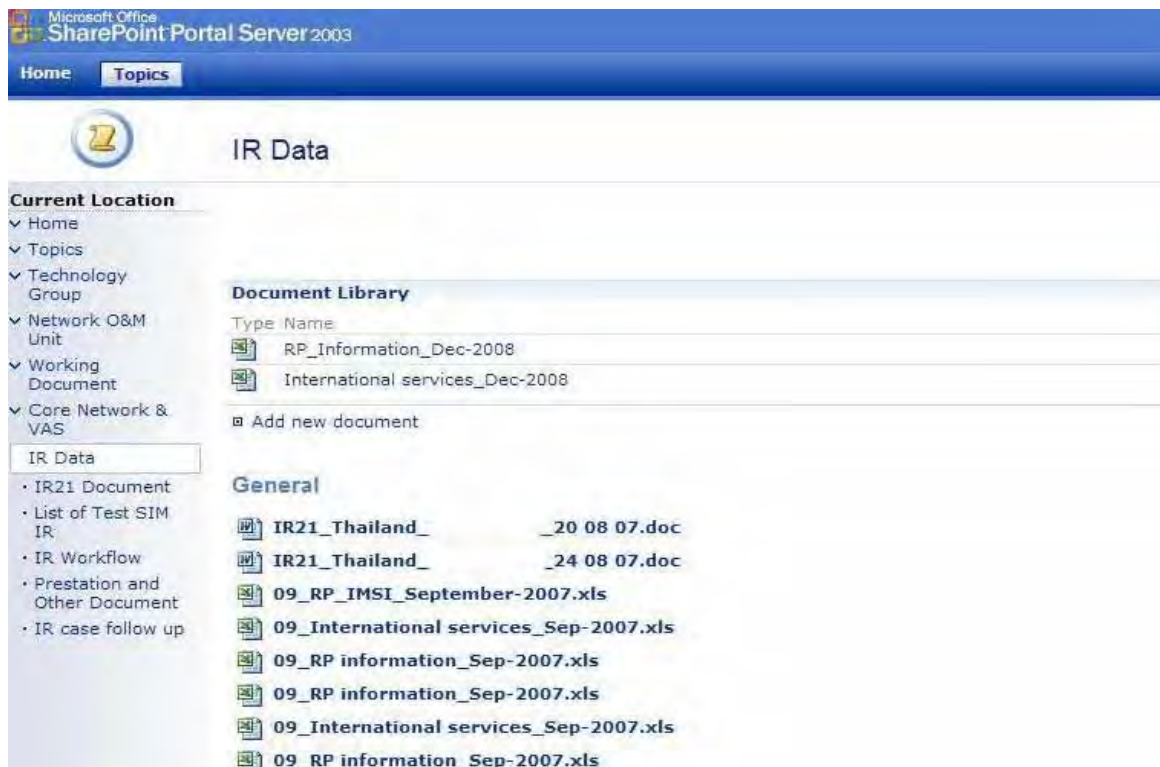 Microsoft Office
SharePoint Portal Server 2003
Home Topics
IR Data
Current Location
Home
Topics
Technology
Group
Network O&M
Unit
Working
Document
Core Network &
VAS
IR Data
IR21 Document
List of Test SIM
IR
IR Workflow
Prestation and
Other Document
IR case follow up
Document Library
Type Name
RP_Information_Dec-2008
International services_Dec-2008
Add new document
General
IR21_Thailand_ _20 08 07.doc
IR21_Thailand_ _24 08 07.doc
09_RP_IMSI_September-2007.xls
09_International services_Sep-2007.xls
09_RP information_Sep-2007.xls
09_RP information_Sep-2007.xls
09_International services_Sep-2007.xls
09_RP information_Sep-2007.xls